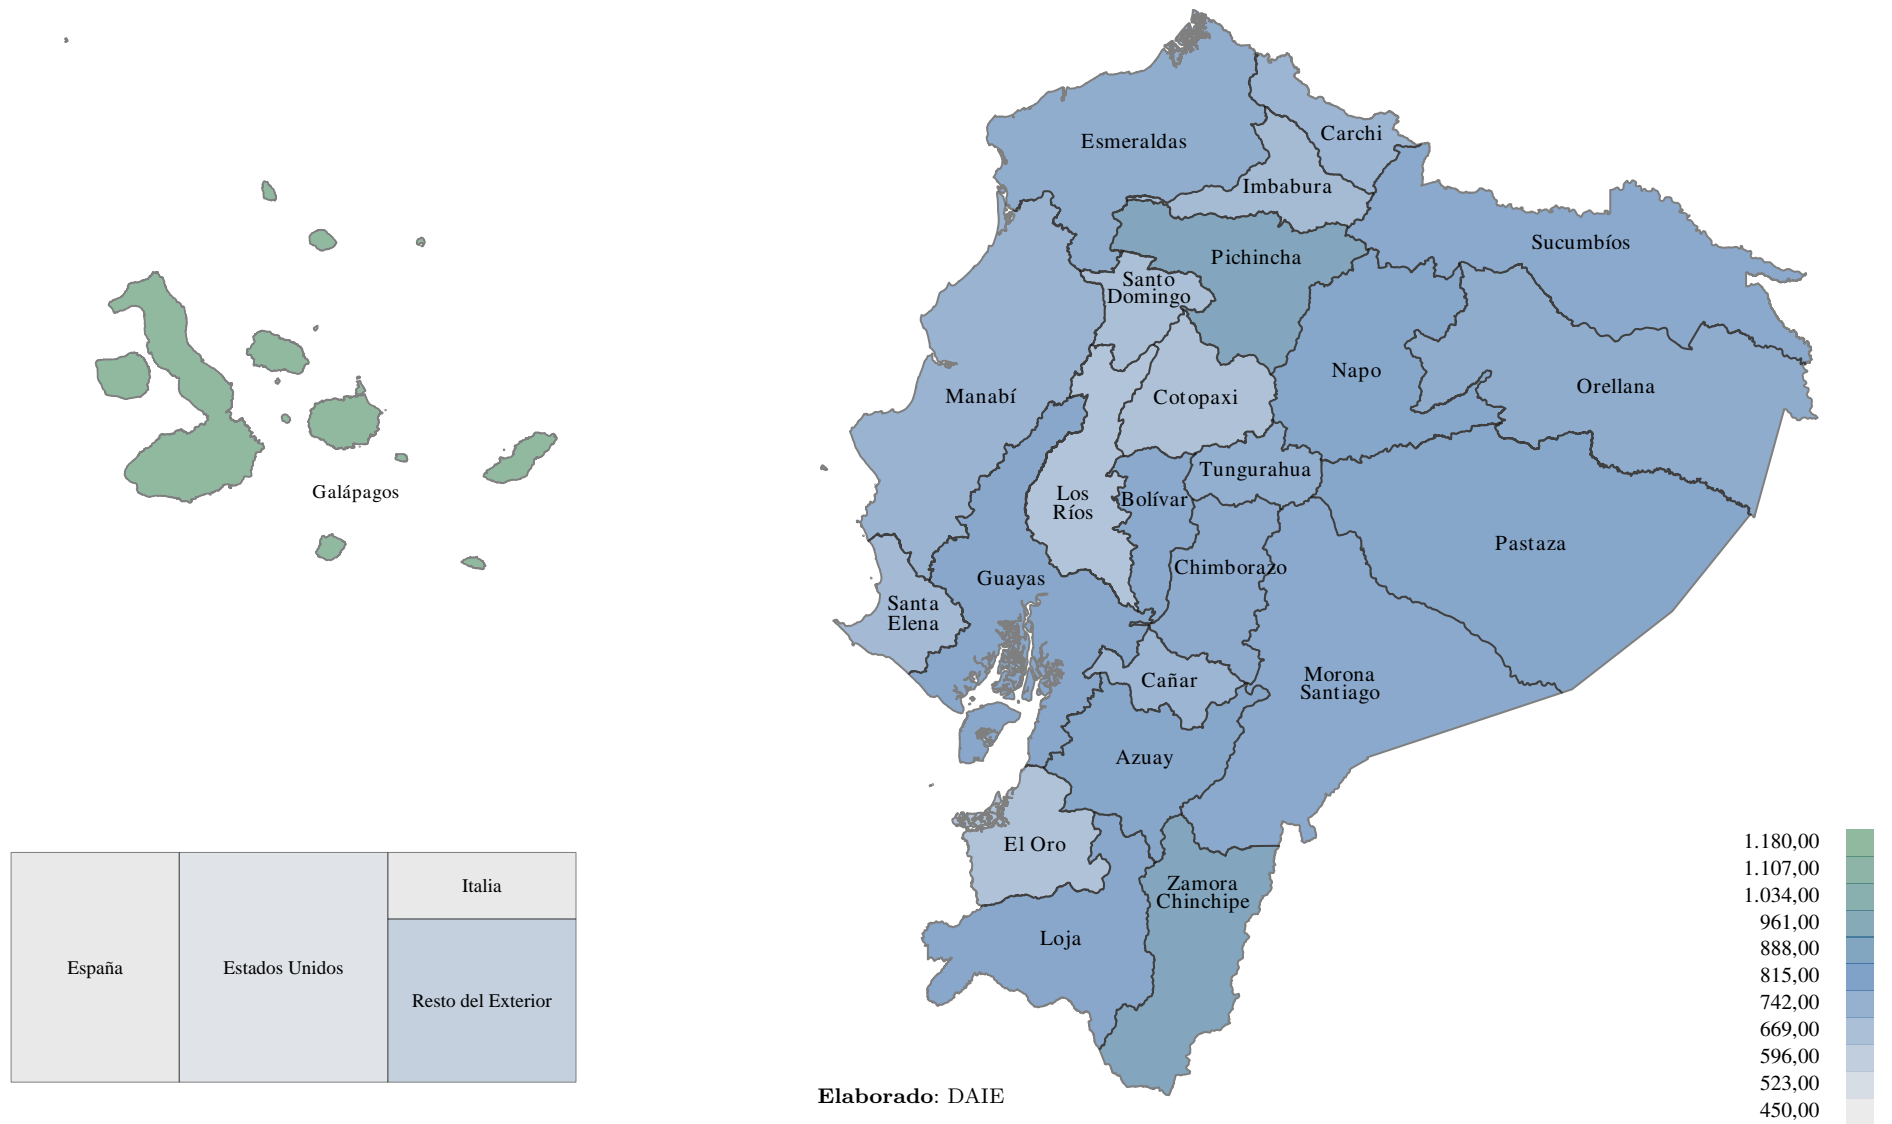 Esmeraldas
Carchi
Imbabura
Sucumbíos
Pichincha
Santo
Domingo
Napo
Orellana
Manabí
Cotopaxi
Tungurahua
Los
Ríos
Bolívar
Galápagos
Pastaza
Chimborazo
Guayas
Santa
Elena
Cañar
Morona
Santiago
Azuay
El Oro
Zamora
Chinchipe
Loja
Italia
España
Estados Unidos
Resto del Exterior
1.180,00
1.107,00
1.034,00
961,00
888,00
815,00
742,00
669,00
596,00
523,00
450,00
Elaborado: DAIE